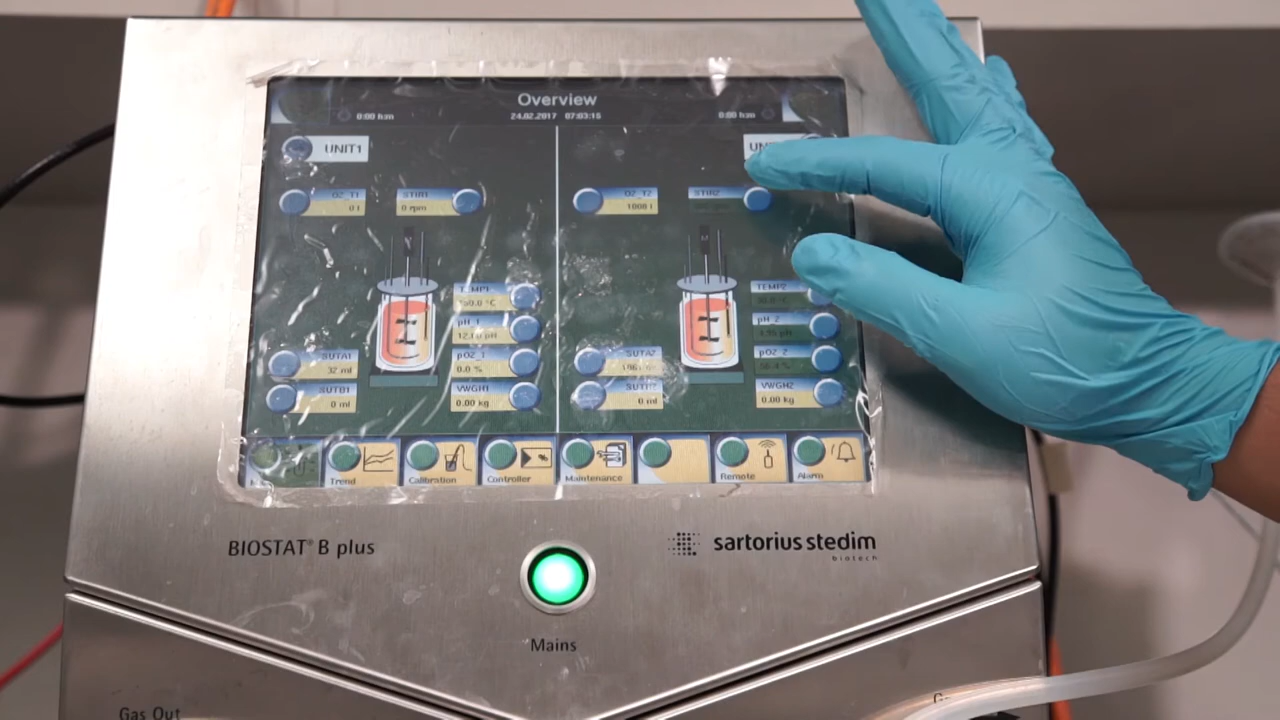 Overview
0:00 h:m
24.02.2017 07:03:15
0:00 h:m
UNIT1
O2_T1
0 l
STIR1
0 rpm
O2_T2
1008 l
STIR2
TEMP1
pH_1
pO2_1
0.0 %
VWGH1
0.00 kg
SUTA1
32 ml
SUTB1
0 ml
TEMP2
pH_2
pO2_2
VWGH2
0.00 kg
SUTA2
0 ml
Trend
Calibration
Controller
Maintenance
Remote
Alarm
BIOSTAT® B plus
sartorius stedim
biotech
Mains
Gas Out